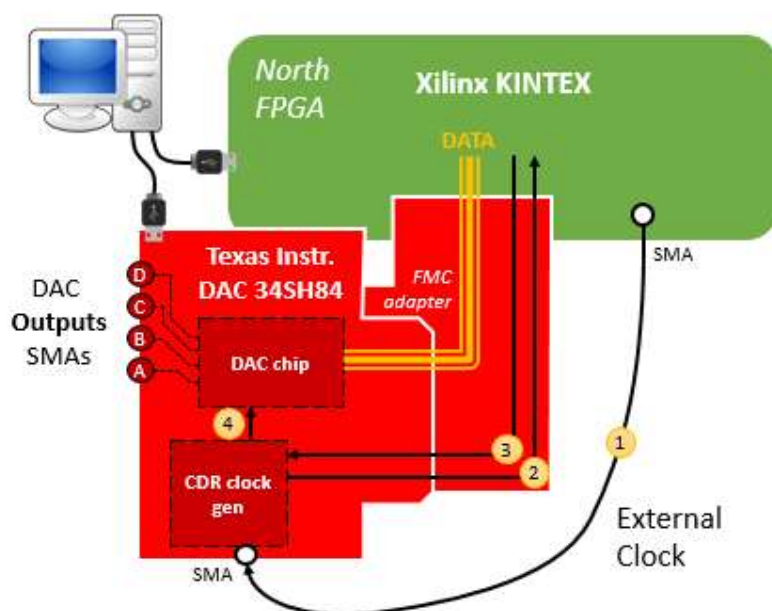 North
FPGA
Xilinx KINTEX
DATA
SMA
Texas Instr.
DAC 34SH84
FMC
adapter
DAC
Outputs
SMAs
D
C
B
A
DAC chip
4
3
2
1
CDR clock
gen
SMA
External
Clock